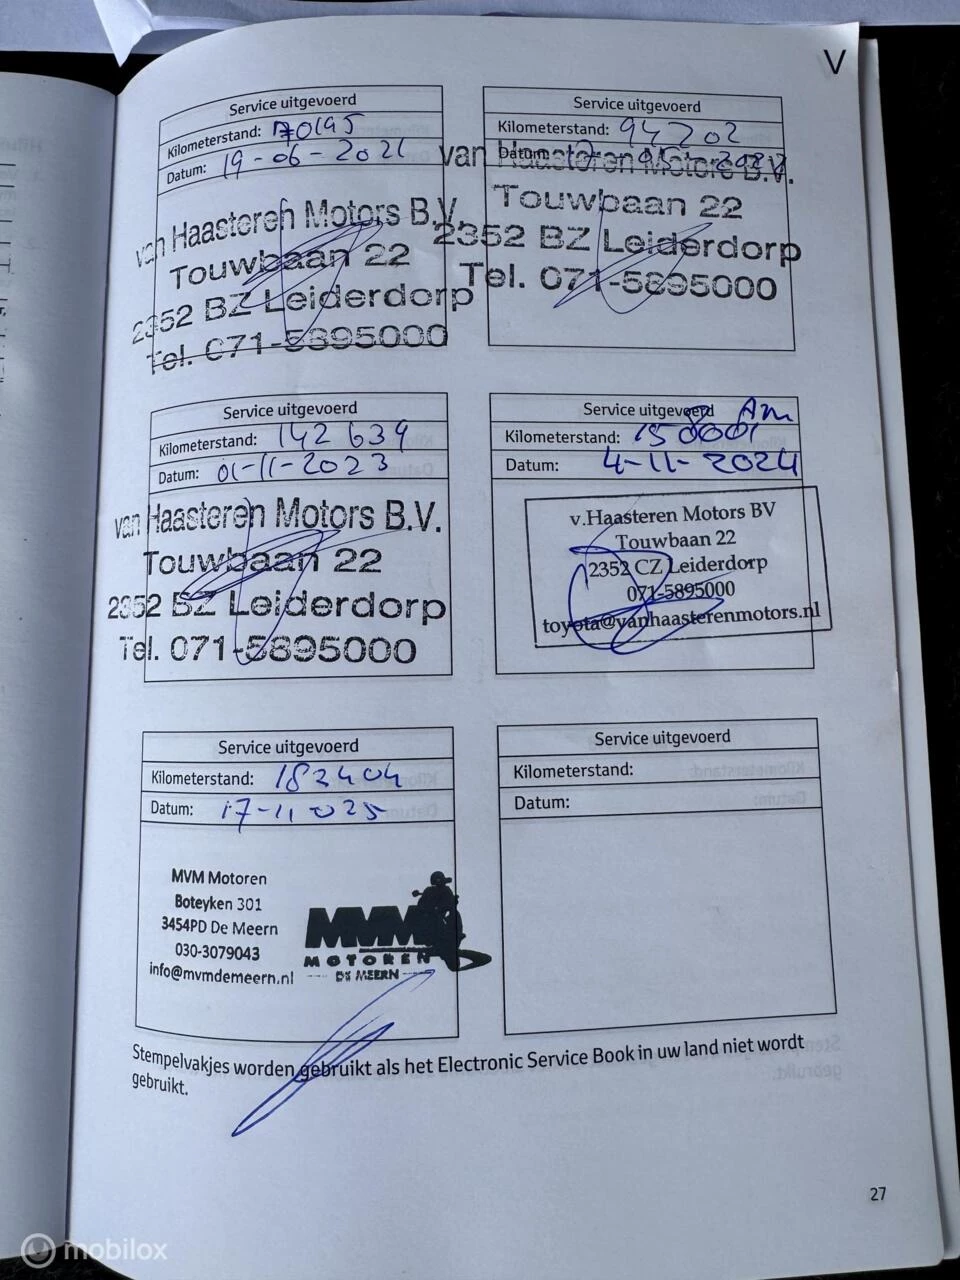 V
Service uitgevoerd
Kilometerstand: 70195
Datum: 19-06-2021
van Haasteren Motors B.V.
Touwbaan 22
2352 BZ Leiderdorp
Tel. 071-5895000
Service uitgevoerd
Kilometerstand: 94202
Datum:
van Haasteren Motors B.V.
Touwbaan 22
2352 BZ Leiderdorp
Tel. 071-5895000
Service uitgevoerd
Kilometerstand: 142639
Datum: 01-11-2023
van Haasteren Motors B.V.
Touwbaan 22
2352 BZ Leiderdorp
Tel. 071-5895000
Service uitgevoerd
Kilometerstand:
Datum: 4-11-2024
v.Haasteren Motors BV
Touwbaan 22
2352 CZ Leiderdorp
071-5895000
toyota@vanhaasterenmotors.nl
Service uitgevoerd
Kilometerstand: 182404
Datum: 17-11 2025
MVM Motoren
Boteyken 301
3454PD De Meern
030-3079043
info@mvmdemeern.nl
MVM
MOTOREN
DE MEERN
Service uitgevoerd
Kilometerstand:
Datum:
Stempelvakjes worden gebruikt als het Electronic Service Book in uw land niet wordt
gebruikt.
27
mobilox